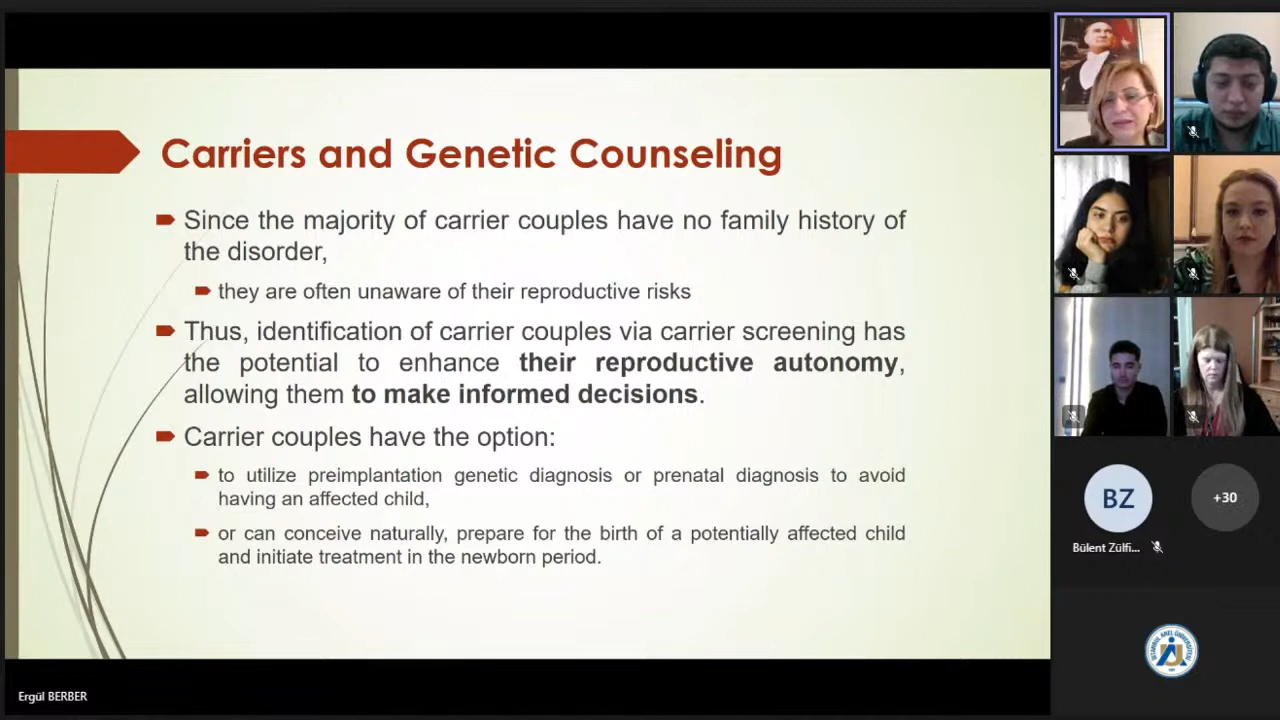 Carriers and Genetic Counseling
Since the majority of carrier couples have no family history of
the disorder,
they are often unaware of their reproductive risks
Thus, identification of carrier couples via carrier screening has
the potential to enhance their reproductive autonomy,
allowing them to make informed decisions.
Carrier couples have the option:
to utilize preimplantation genetic diagnosis or prenatal diagnosis to avoid
having an affected child,
or can conceive naturally, prepare for the birth of a potentially affected child
and initiate treatment in the newborn period.
BZ
+30
Bülent Zülfi...
Ergül BERBER